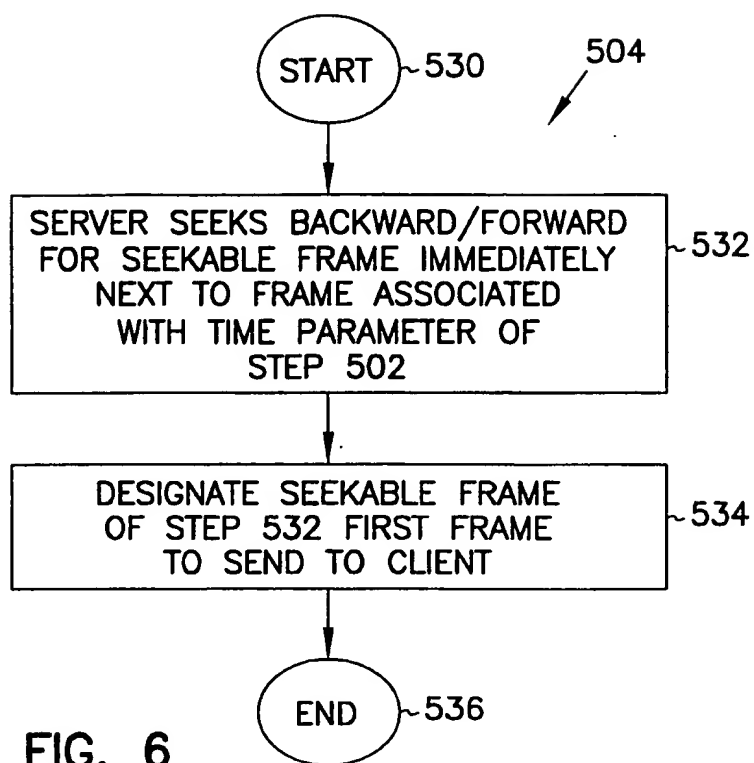 START
530
504
SERVER SEEKS BACKWARD/FORWARD
FOR SEEKABLE FRAME IMMEDIATELY
NEXT TO FRAME ASSOCIATED
WITH TIME PARAMETER OF
STEP 502
532
DESIGNATE SEEKABLE FRAME
OF STEP 532 FIRST FRAME
TO SEND TO CLIENT
534
END
536
FIG. 6